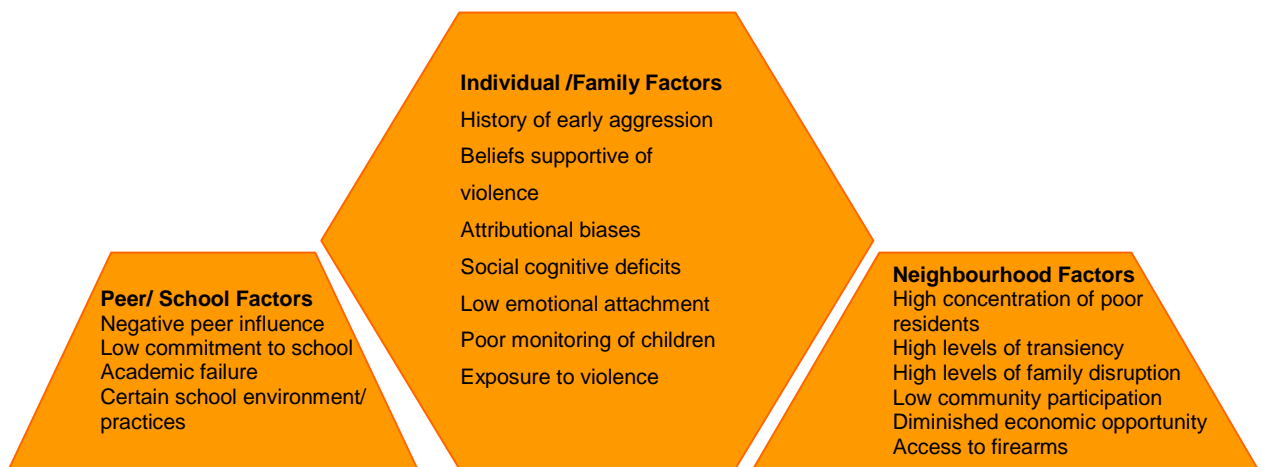 Individual /Family Factors
History of early aggression
Beliefs supportive of
violence
Attributional biases
Social cognitive deficits
Low emotional attachment
Poor monitoring of children
Exposure to violence
Peer/ School Factors
Negative peer influence
Low commitment to school
Academic failure
Certain school environment/
practices
Neighbourhood Factors
High concentration of poor
residents
High levels of transiency
High levels of family disruption
Low community participation
Diminished economic opportunity
Access to firearms